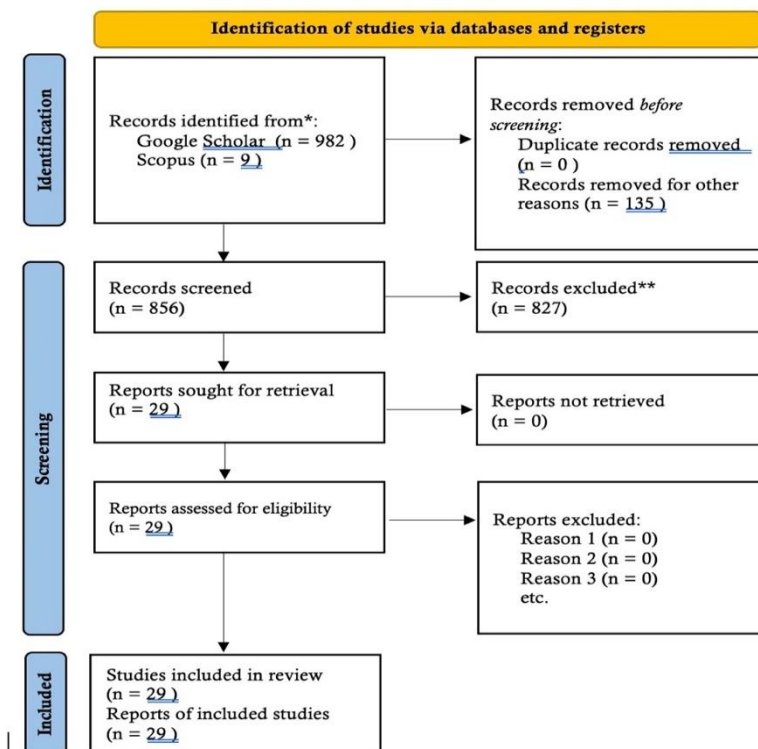 Identification of studies via databases and registers
Identification
Records identified from*:
Google Scholar (n = 982 )
Scopus (n = 9 )
Records removed before
screening:
Duplicate records removed
(n = 0 )
Records removed for other
reasons (n = 135 )
Screening
Records screened
(n = 856)
Records excluded**
(n = 827)
Reports sought for retrieval
(n = 29 )
Reports not retrieved
(n = 0)
Reports assessed for eligibility
(n = 29 )
Reports excluded:
Reason 1 (n = 0)
Reason 2 (n = 0)
Reason 3 (n = 0)
etc.
Included
Studies included in review
(n = 29 )
Reports of included studies
(n = 29 )